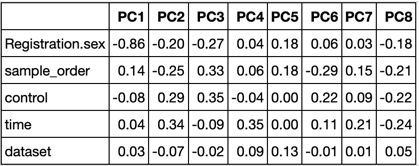 PC1 PC2 PC3 PC4 PC5 PC6 PC7 PC8
Registration.sex -0.86 -0.20 -0.27 0.04 0.18 0.06 0.03 -0.18
sample_order 0.14 -0.25 0.33 0.06 0.18 -0.29 0.15 -0.21
control -0.08 0.29 0.35 -0.04 0.00 0.22 0.09 -0.22
time 0.04 0.34 -0.09 0.35 0.00 0.11 0.21 -0.24
dataset 0.03 -0.07 -0.02 0.09 0.13 -0.01 0.01 0.05